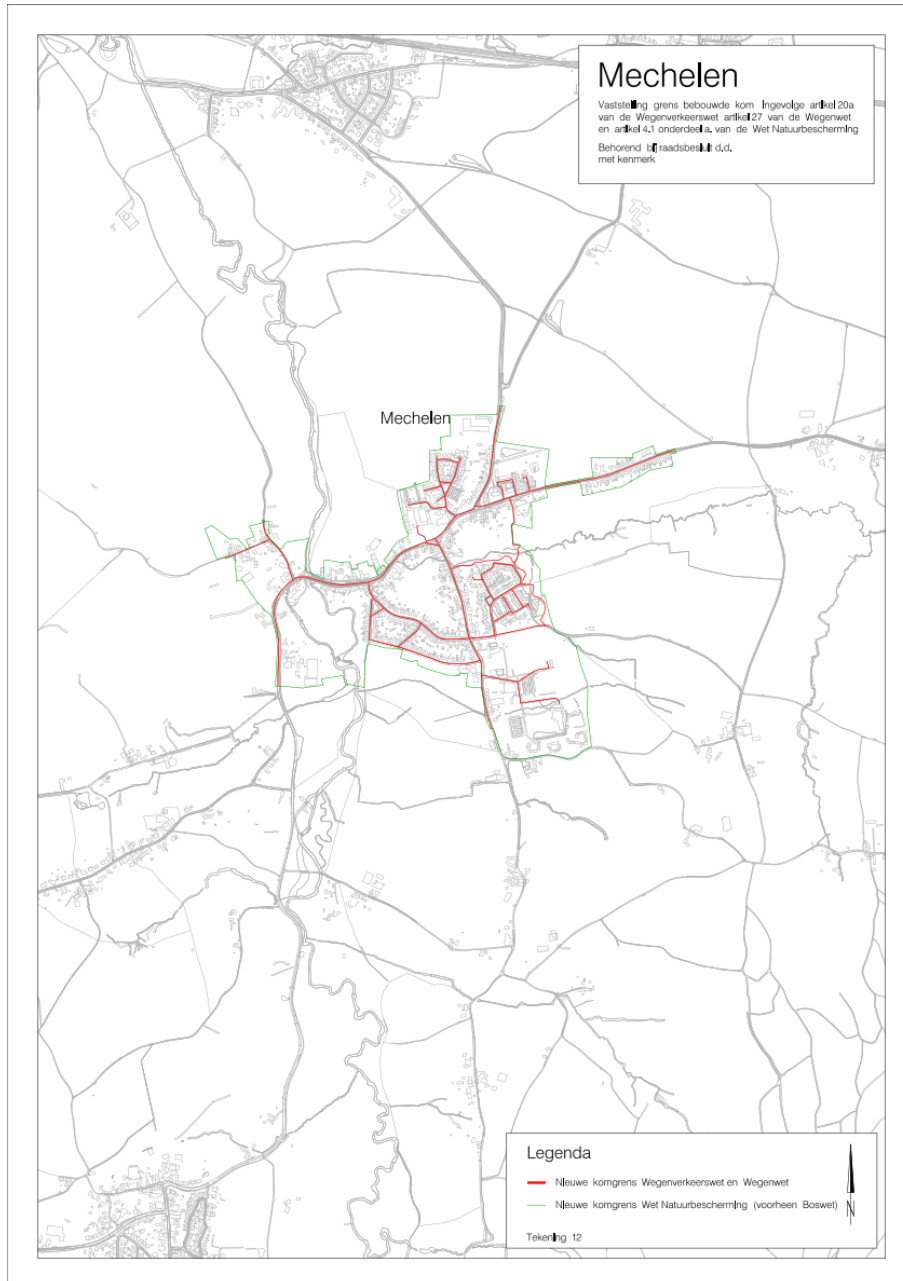 Mechelen
Vaststelling grens bebouwde kom ingevolge artikel 20a
van de Wegenverkeerswet artikel 27 van de Wegenwet
en artikel 4.1 onderdeel a. van de Wet Natuurbescherming
Behorend bij raadsbesluit d.d.
met kenmerk
Mechelen
Legenda
Nieuwe komgrens Wegenverkeerswet en Wegenwet
Nieuwe komgrens Wet Natuurbescherming (voorheen Boswet)
N
Tekening 12